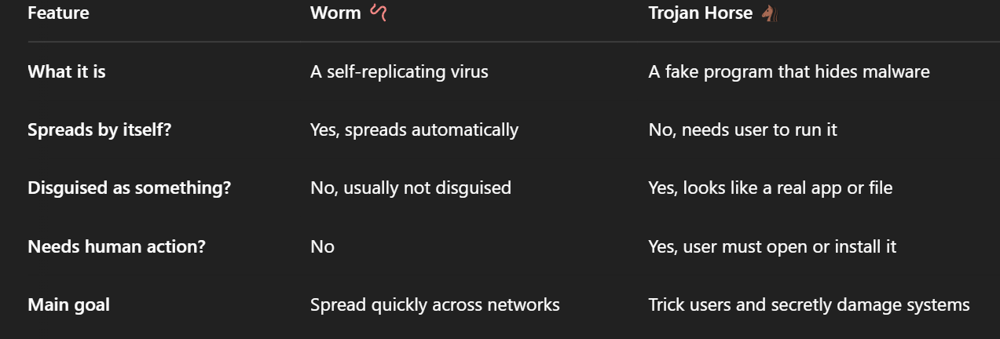 Feature Worm 🪱 Trojan Horse 🐴
What it is A self-replicating virus A fake program that hides malware
Spreads by itself? Yes, spreads automatically No, needs user to run it
Disguised as something? No, usually not disguised Yes, looks like a real app or file
Needs human action? No Yes, user must open or install it
Main goal Spread quickly across networks Trick users and secretly damage systems